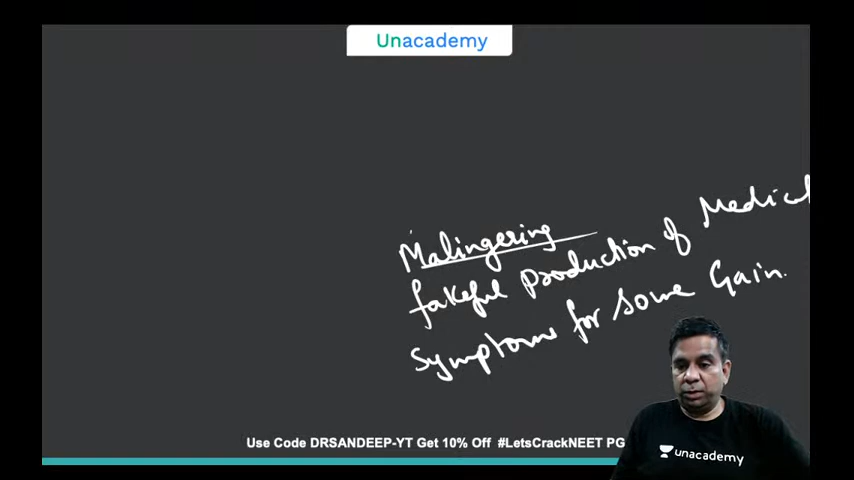 Unacademy
Malingering
fakeful production of Medical
symptoms for some Gain.
Use Code DRSANDEEP-YT Get 10% Off #LetsCrackNEET PG
unacademy